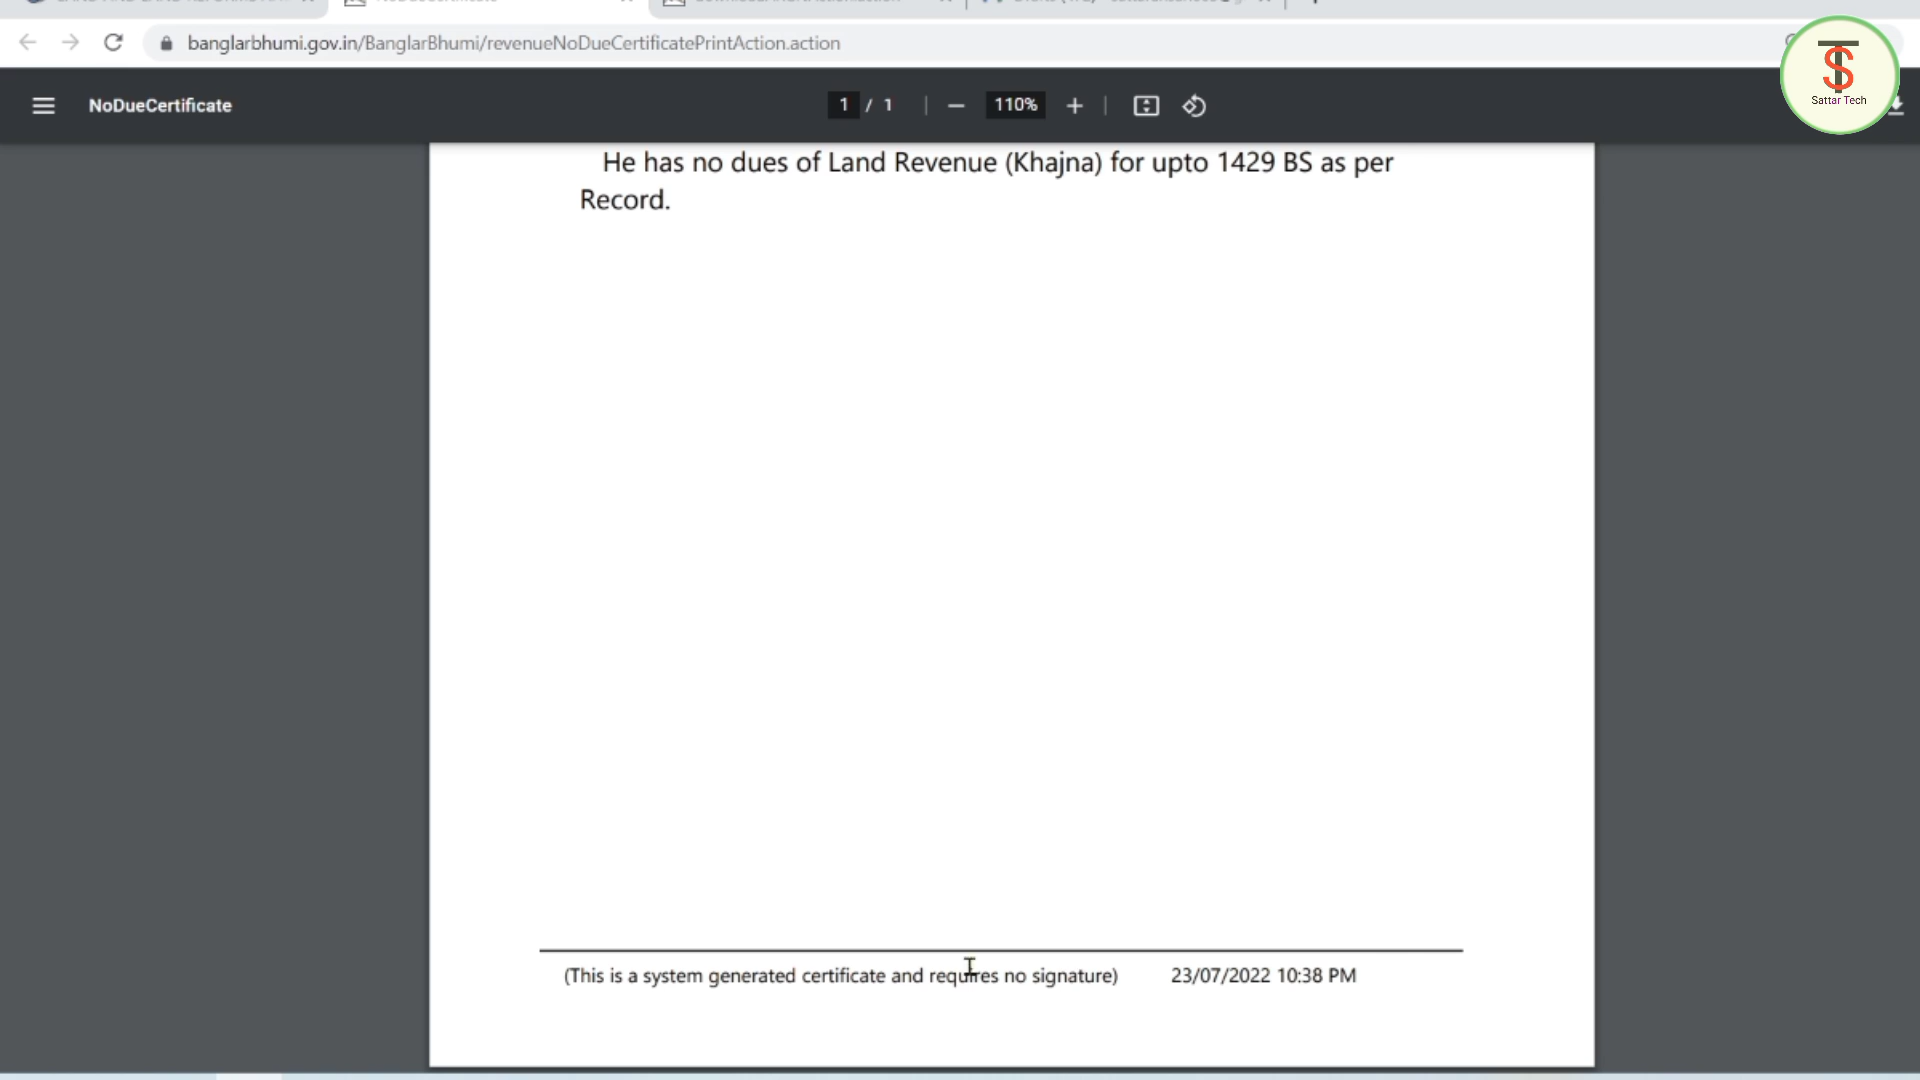 banglarbhumi.gov.in/BanglarBhumi/revenueNoDueCertificatePrintAction.action
NoDueCertificate
1 / 1
110%
Sattar Tech
He has no dues of Land Revenue (Khajna) for upto 1429 BS as per
Record.
(This is a system generated certificate and requires no signature) 23/07/2022 10:38 PM